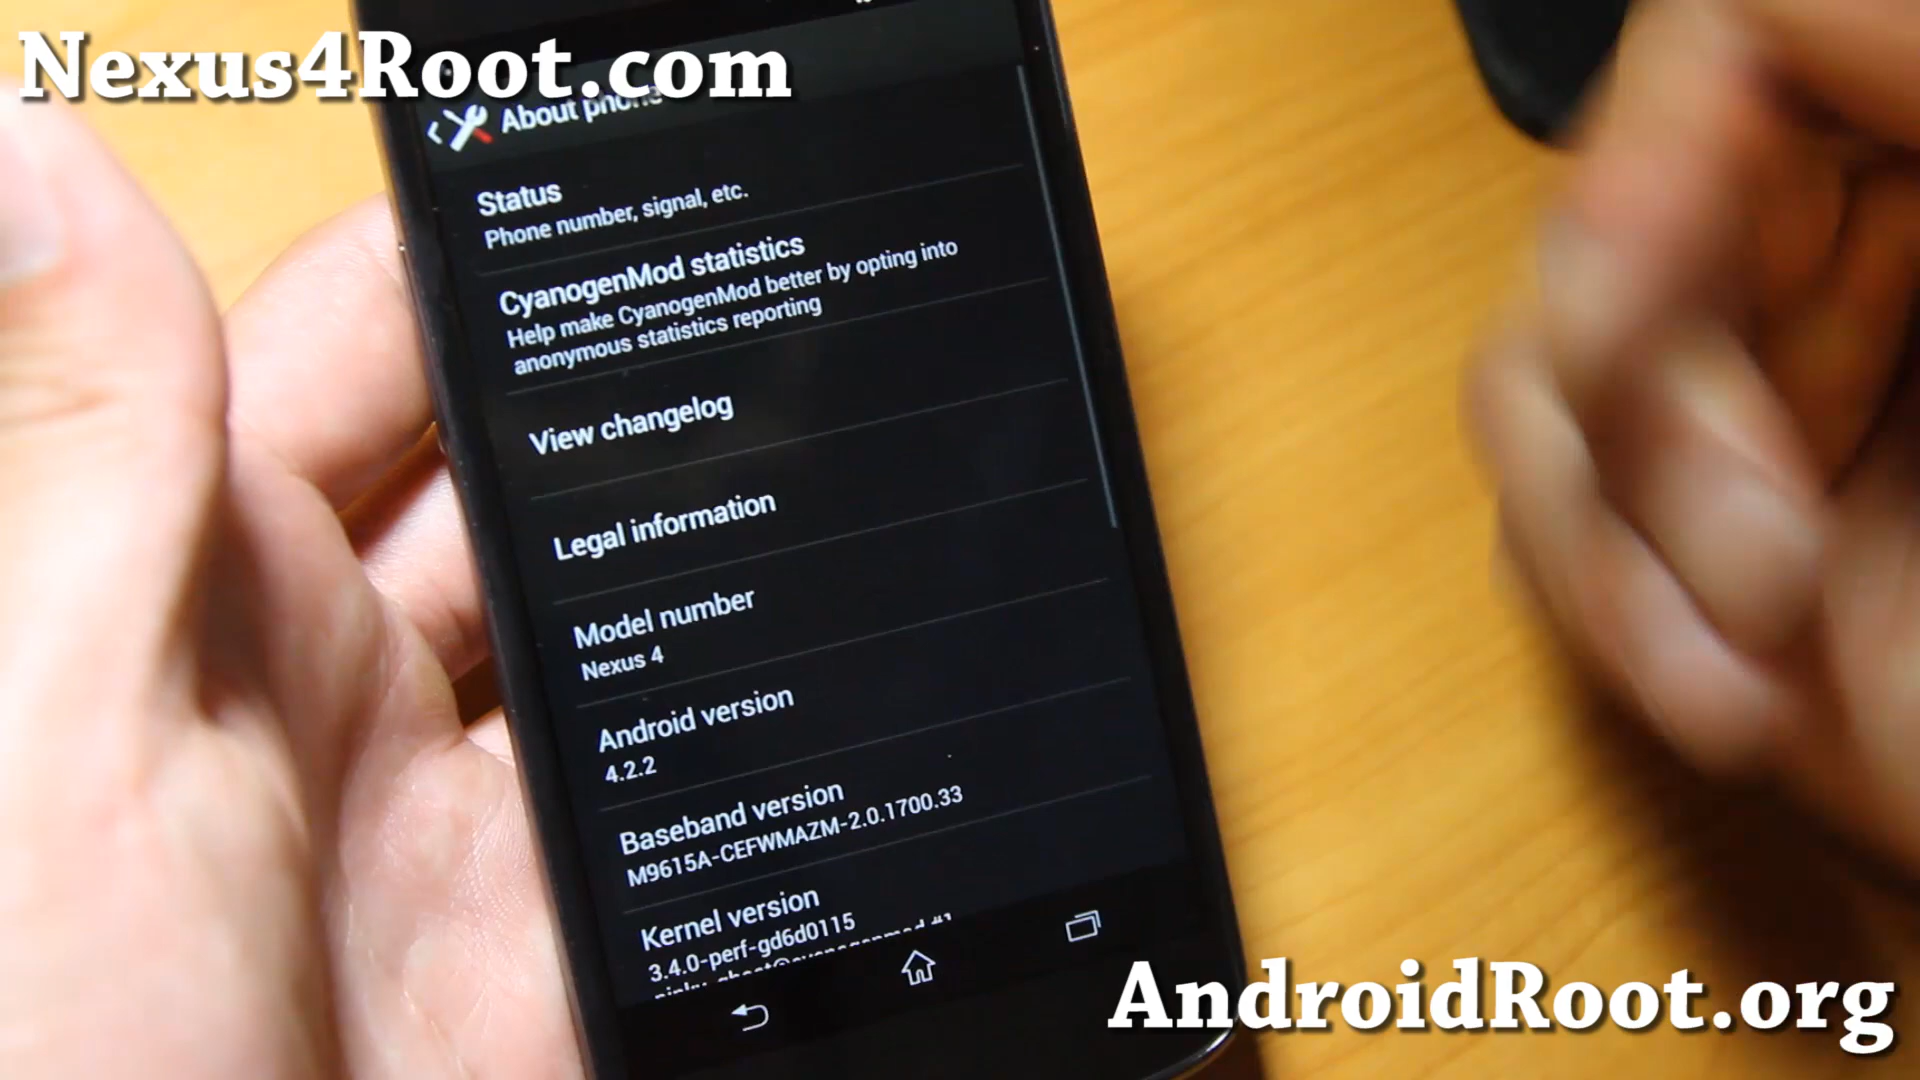 Nexus4Root.com
About phone
Status
Phone number, signal, etc.
CyanogenMod statistics
Help make CyanogenMod better by opting into
anonymous statistics reporting
View changelog
Legal information
Model number
Nexus 4
Android version
4.2.2
Baseband version
M9615A-CEFWMAZM-2.0.1700.33
Kernel version
3.4.0-perf-gd6d0115
AndroidRoot.org